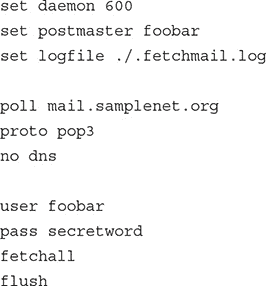 set daemon 600
set postmaster foobar
set logfile ./.fetchmail.log
poll mail.samplenet.org
proto pop3
no dns
user foobar
pass secretword
fetchall
flush